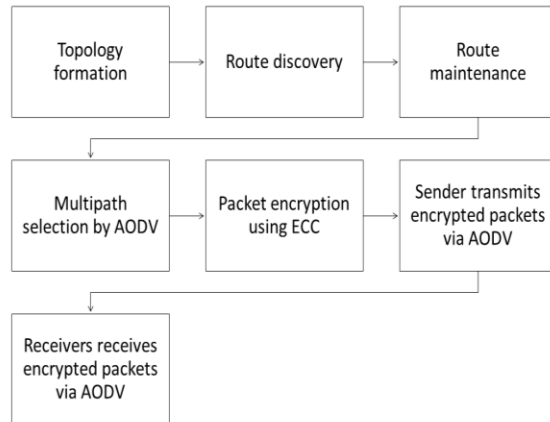 Topology
formation
Route discovery
Route
maintenance
Multipath
selection by AODV
Packet encryption
using ECC
Sender transmits
encrypted packets
via AODV
Receivers receives
encrypted packets
via AODV